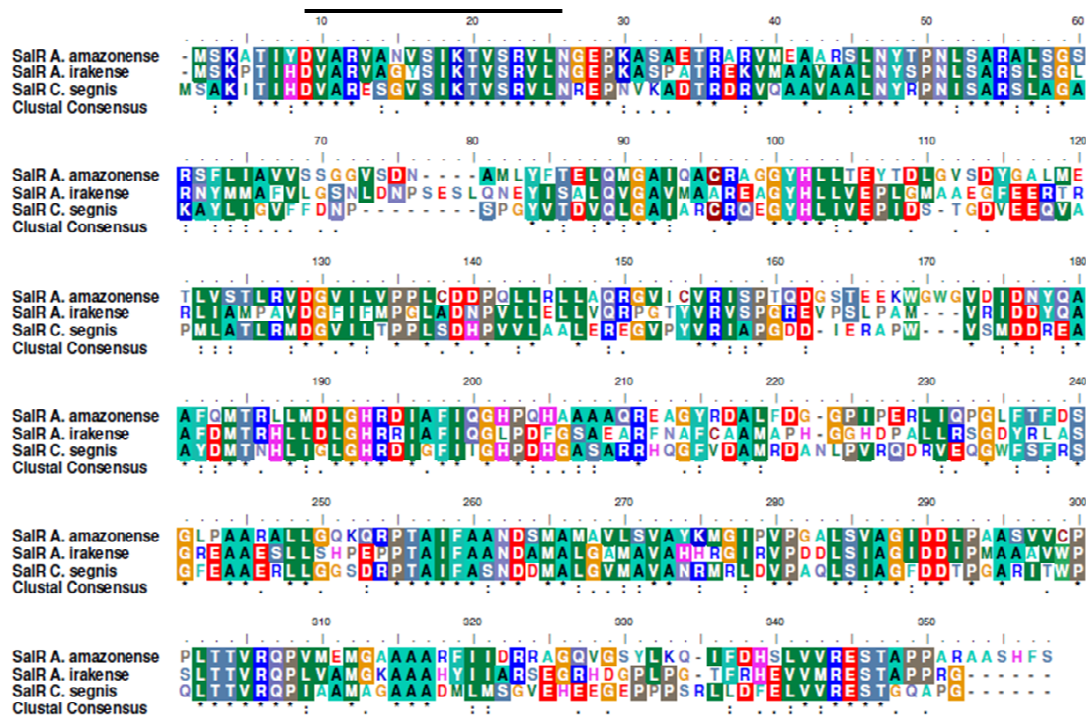 10 20 30 40 50 60
SalR A. amazonense -MSKATIYDVARVANVSIKTVSRVLNGEPKASAETRARVMEAARSLNYTPNLSARALSGS
SalR A. irakense -MSKPTIHDVARVAGYSIKTVSRVLNGEPKASPATREKVMAAVAALNYSPNLSARSLSGL
SalR C. segnis MSAKITIHDVARESGVSIKTVSRVLNREPNVKADTRDRVQAAVAALNYRPNISARSLAGA
Clustal Consensus
70 80 90 100 110 120
SalR A. amazonense RSFLIAVVSSGGVSDN----AMLYFTELQMGAIQACRAGGYHLLTEYTDLGVSDYGALME
SalR A. irakense RNYMMAFVLGSNLDNPSESLQNEYISALQVGAVMAAREAGYHLLVEPLGMAAEGFEERTR
SalR C. segnis KAYLIGVFFDNP--------SPGYVTDVQLGAIARCRQEGYHLIVEPIDS-TGDVEEQVA
Clustal Consensus
130 140 150 160 170 180
SalR A. amazonense TLVSTLRVDGVILVPPLCDDPQLLRLLAQRGVICVRISPTQDGSTEEKWGWGVDIDNYQA
SalR A. irakense RLIAMPAVDGFIFMPGLADNPVLLELLVQRPGTYVRVSPGREVPSLPAM---VRIDDQAA
SalR C. segnis PMLATLRMDGVILTPPLSDHPVVLAALEREGVPYVRIAPGDD-IERAPW---VSMDDREA
Clustal Consensus
190 200 210 220 230 240
SalR A. amazonense AFQMTRLLMDLGHRDIAFIQGHPQHAAAAQREAGYRDALFDG-GPIPERLIQPGLFTFDS
SalR A. irakense AFDMTRHLLDLGHRRIAFIQGLPDFGSAEARFNAFCAAMAPH-GGHDPALIRSGDYRLAS
SalR C. segnis AYDMTNHLIGLGHRDIGFIIGHPDHGASARRHQGFVDAMRDANLPVRQDRVEQGWFSFRS
Clustal Consensus
250 260 270 280 290 300
SalR A. amazonense GLPAARALLGQKQRPTAIFAANDSMAMAVLSVAYKMGIPVPGALSVAGIDDLPAASVVCP
SalR A. irakense GREAAESLLSHPEPPTAIFAANDAMALGAMAVAHHRGIRVPDDLSIAGIDDIPMAAAVWP
SalR C. segnis GFEAAERLLGGSDRPTAIFASNDDMALGVMAVANRMRLDVPAQLSIAGFDDTPGARITWP
Clustal Consensus
310 320 330 340 350
SalR A. amazonense PLTTVRQPVMEMGAAAARFIIDRRAGQVGSYLKQ-IFDHSLVVRESTAPPARAASHFS
SalR A. irakense SLTTVRQPLVAMGKAAAHYIIARSEGRHDGPLPG-TFRHEVVMRESTAPPRG------
SalR C. segnis QLTTVRQPIAAMAGAAADMLMSGVEHEEGEPPPSRLLDFELVVRESTGQAPG------
Clustal Consensus